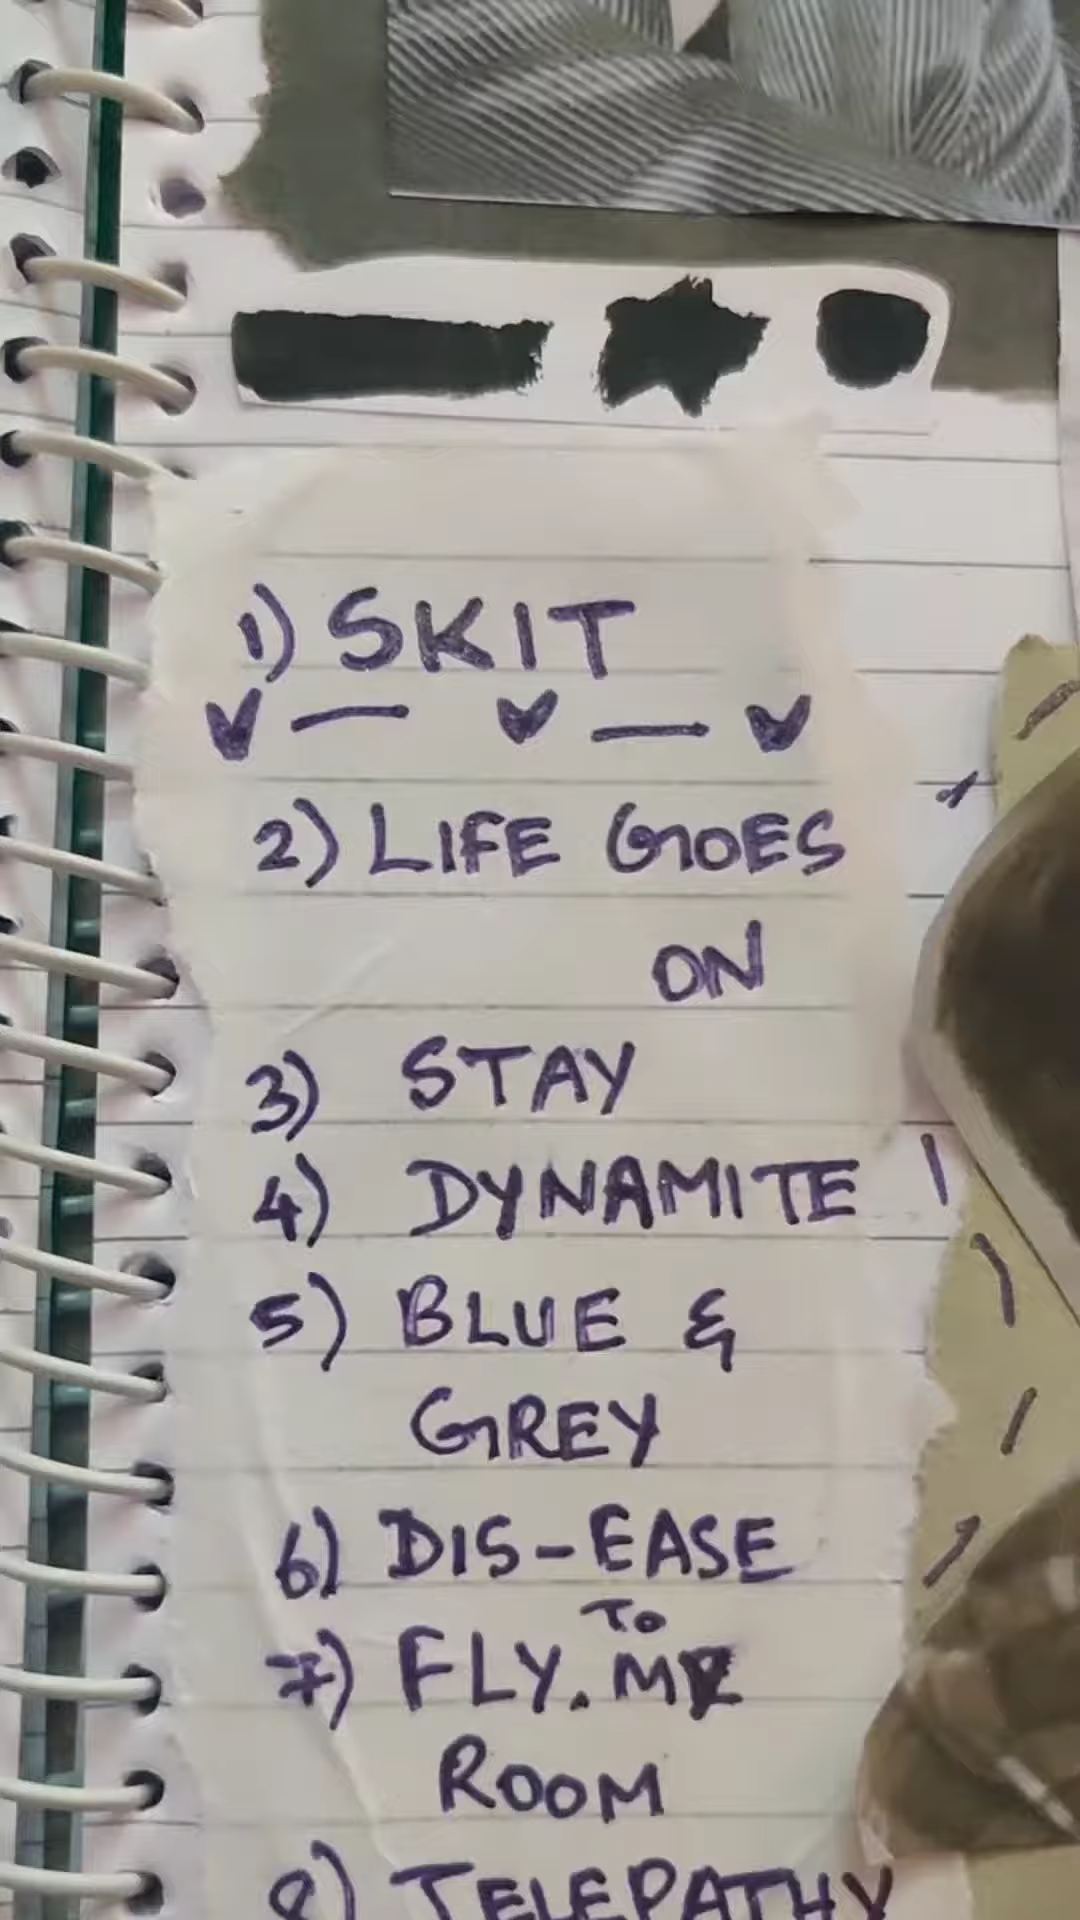 1) SKIT
2) LIFE GOES
ON
3) STAY
4) DYNAMITE
5) BLUE &
GREY
6) DIS-EASE
TO
7) FLY. MY
ROOM
8) TELEPATHY